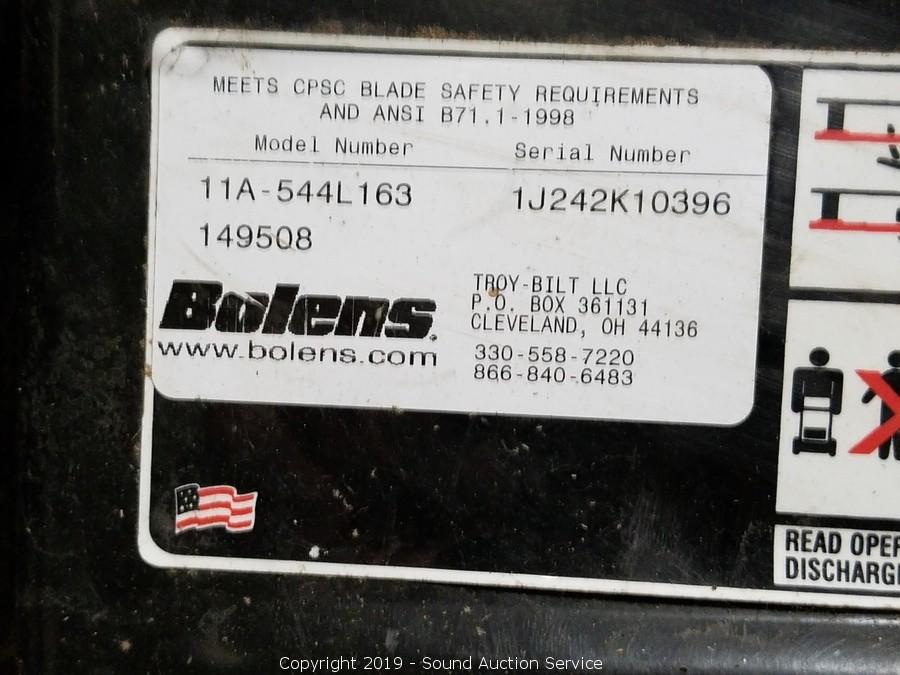 MEETS CPSC BLADE SAFETY REQUIREMENTS
AND ANSI B71.1-1998
Model Number Serial Number
11A-544L163 1J242K10396
149508
Bolens®
www.bolens.com
TROY-BILT LLC
P.O. BOX 361131
CLEVELAND, OH 44136
330-558-7220
866-840-6483
READ OPER
DISCHARG
Copyright 2019 - Sound Auction Service